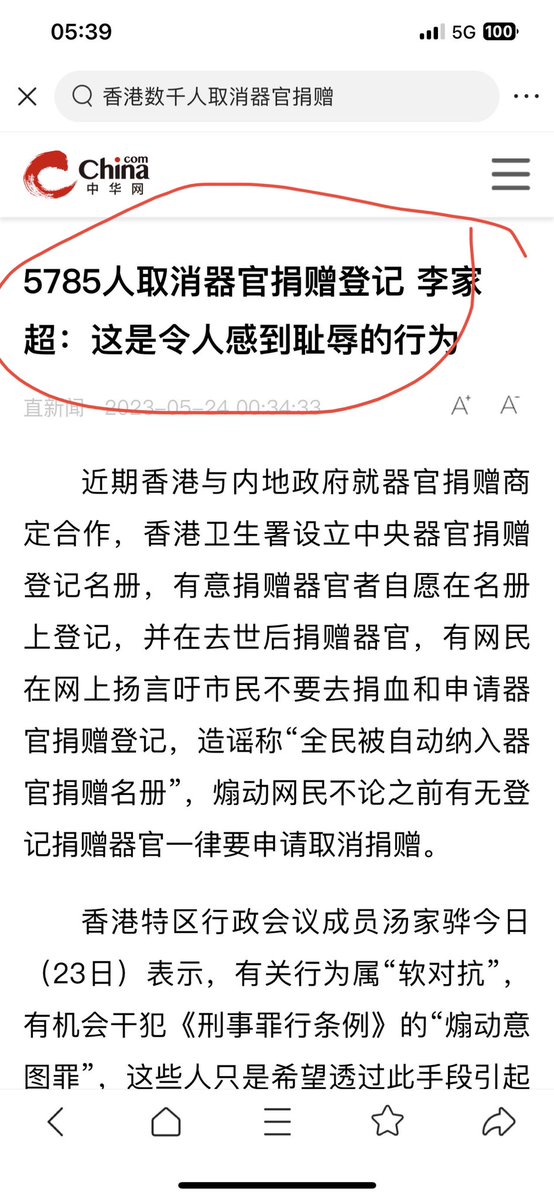 05:39
5G 100
香港数千人取消器官捐赠
China.com
中华网
5785人取消器官捐赠登记 李家
超：这是令人感到耻辱的行为
直新闻 2023-05-24 00:34:33
A+ A-
近期香港与内地政府就器官捐赠商
定合作，香港卫生署设立中央器官捐赠
登记名册，有意捐赠器官者自愿在名册
上登记，并在去世后捐赠器官，有网民
在网上扬言吁市民不要去捐血和申请器
官捐赠登记，造谣称“全民被自动纳入器
官捐赠名册”，煽动网民不论之前有无登
记捐赠器官一律要申请取消捐赠。
香港特区行政会议成员汤家骅今日
（23日）表示，有关行为属“软对抗”，
有机会干犯《刑事罪行条例》的“煽动意
图罪”，这些人只是希望透过此手段引起